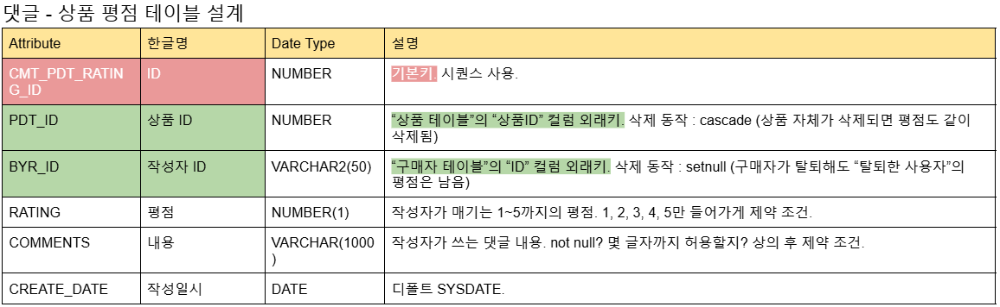 댓글 - 상품 평점 테이블 설계
Attribute 한글명 Date Type 설명
CMT_PDT_RATIN ID NUMBER 기본키. 시퀀스 사용.
G_ID
PDT_ID 상품 ID NUMBER “상품 테이블”의 “상품ID” 컬럼 외래키. 삭제 동작 : cascade (상품 자체가 삭제되면 평점도 같이
삭제됨)
BYR_ID 작성자 ID VARCHAR2(50) “구매자 테이블”의 “ID” 컬럼 외래키. 삭제 동작 : setnull (구매자가 탈퇴해도 “탈퇴한 사용자”의
평점은 남음)
RATING 평점 NUMBER(1) 작성자가 매기는 1~5까지의 평점. 1, 2, 3, 4, 5만 들어가게 제약 조건.
COMMENTS 내용 VARCHAR(1000 작성자가 쓰는 댓글 내용. not null? 몇 글자까지 허용할지? 상의 후 제약 조건.
)
CREATE_DATE 작성일시 DATE 디폴트 SYSDATE.